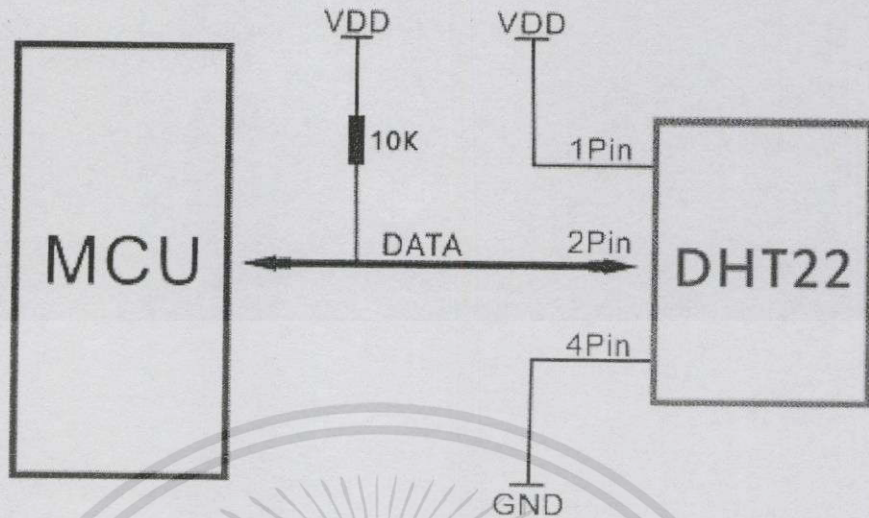 VDD
VDD
10K
1Pin
MCU
DATA
2Pin
DHT22
4Pin
GND